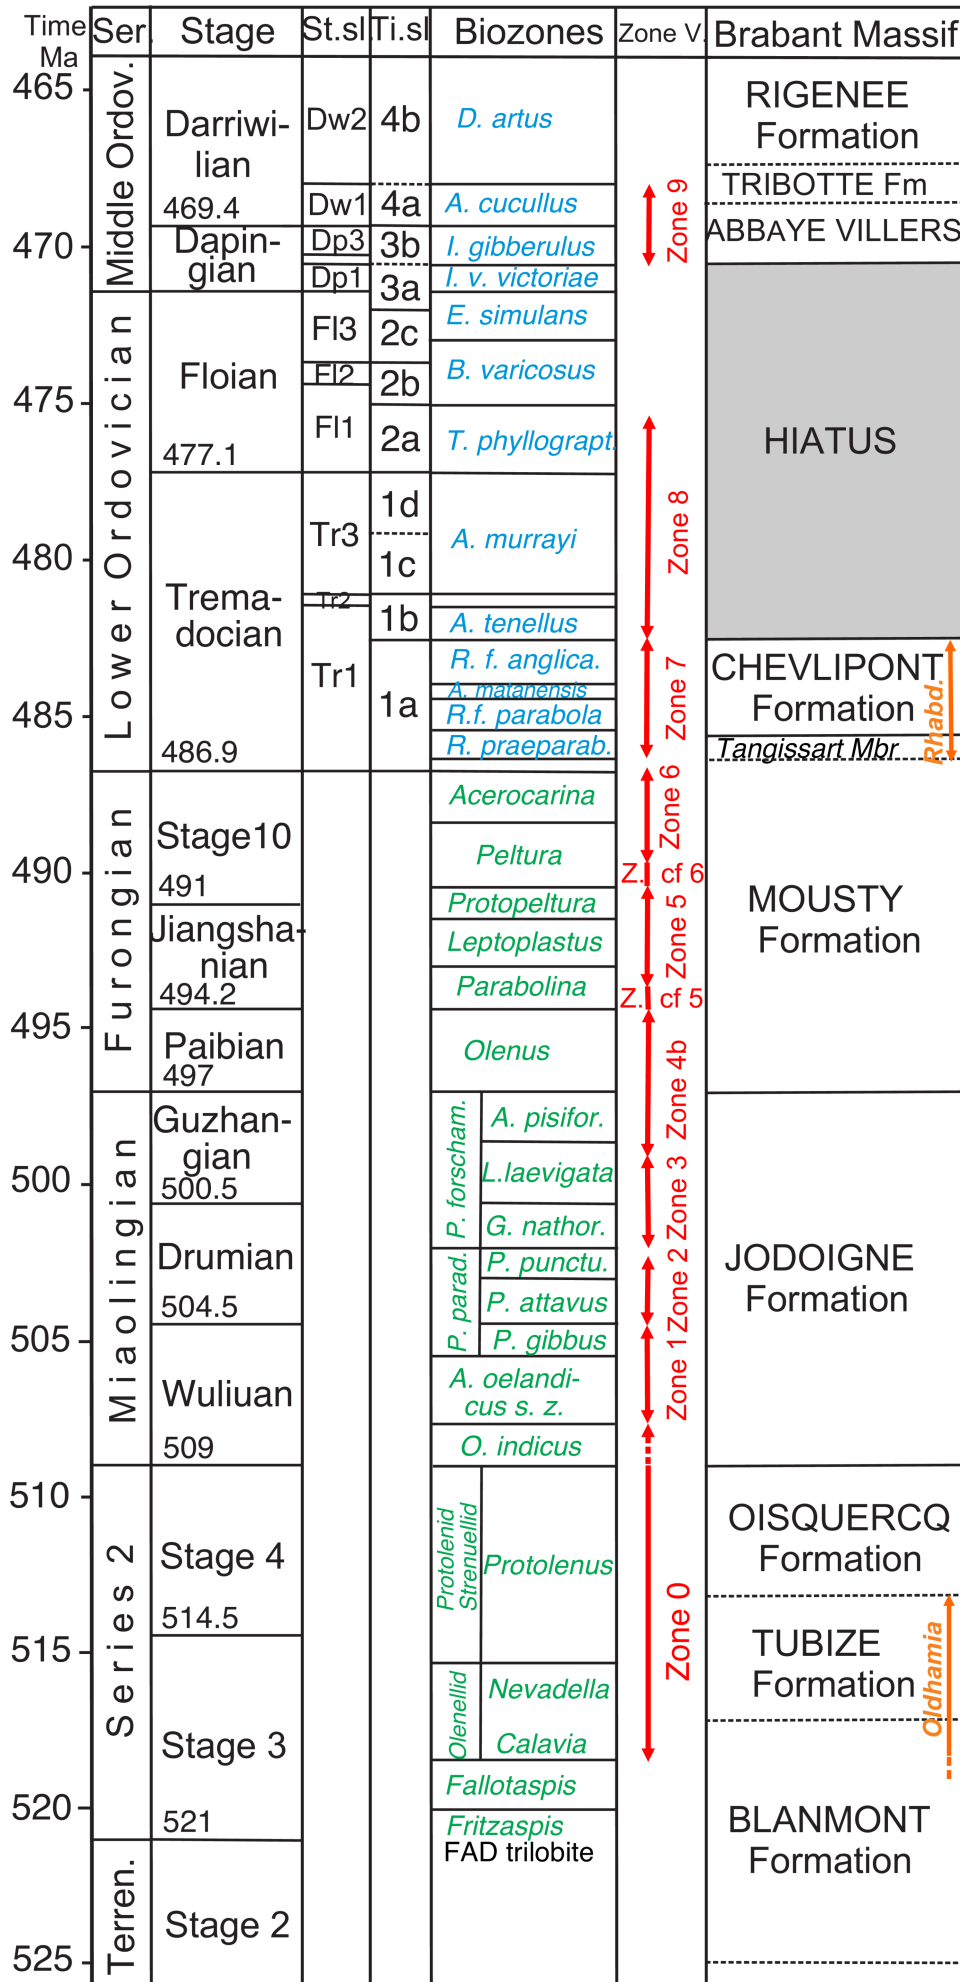 Time
Ma
Ser.
Stage
St.sl
Ti.sl
Biozones
Zone V.
Brabant Massif
465
470
475
480
485
490
495
500
505
510
515
520
525
Middle Ordov.
Lower Ordovician
Furongian
Miaolingian
Series 2
Terren.
Darriwi-
lian
469.4
Dapin-
gian
Floian
477.1
Trema-
docian
486.9
Stage10
491
Jiangsha-
nian
494.2
Paibian
497
Guzhan-
gian
500.5
Drumian
504.5
Wuliuan
509
Stage 4
514.5
Stage 3
521
Stage 2
Dw2
Dw1
Dp3
Dp1
Fl3
Fl2
Fl1
Tr3
Tr2
Tr1
4b
4a
3b
3a
2c
2b
2a
1d
1c
1b
1a
D. artus
A. cucullus
I. gibberulus
I. v. victoriae
E. simulans
B. varicosus
T. phyllograpt.
A. murrayi
A. tenellus
R. f. anglica.
A. matanensis
R.f. parabola
R. praeparab.
Acerocarina
Peltura
Protopeltura
Leptoplastus
Parabolina
Olenus
P. forscham.
A. pisifor.
L.laevigata
G. nathor.
P. parad.
P. punctu.
P. attavus
P. gibbus
A. oelandi-
cus s. z.
O. indicus
Protolenid
Strenuellid
Protolenus
Olenellid
Nevadella
Calavia
Fallotaspis
Fritzaspis
FAD trilobite
Zone 9
Zone 8
Zone 7
Zone 6
Z. cf 6
Zone 5
Z. cf 5
Zone 4b
Zone 3
Zone 2
Zone 1
Zone 0
RIGENEE
Formation
TRIBOTTE Fm
ABBAYE VILLERS
HIATUS
CHEVLIPONT
Formation
Rhabd.
Tangissart Mbr
MOUSTY
Formation
JODOIGNE
Formation
OISQUERCQ
Formation
TUBIZE
Formation
Oldhamia
BLANMONT
Formation